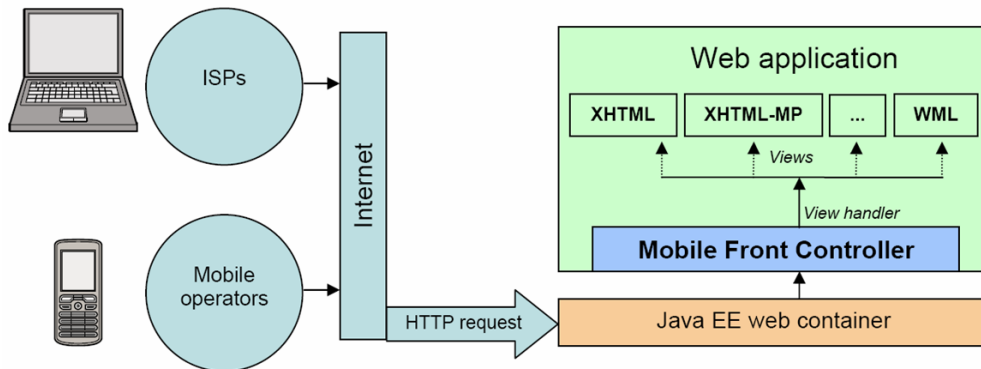 ISPs
Mobile
operators
Internet
HTTP request
Web application
XHTML
XHTML-MP
...
WML
Views
View handler
Mobile Front Controller
Java EE web container